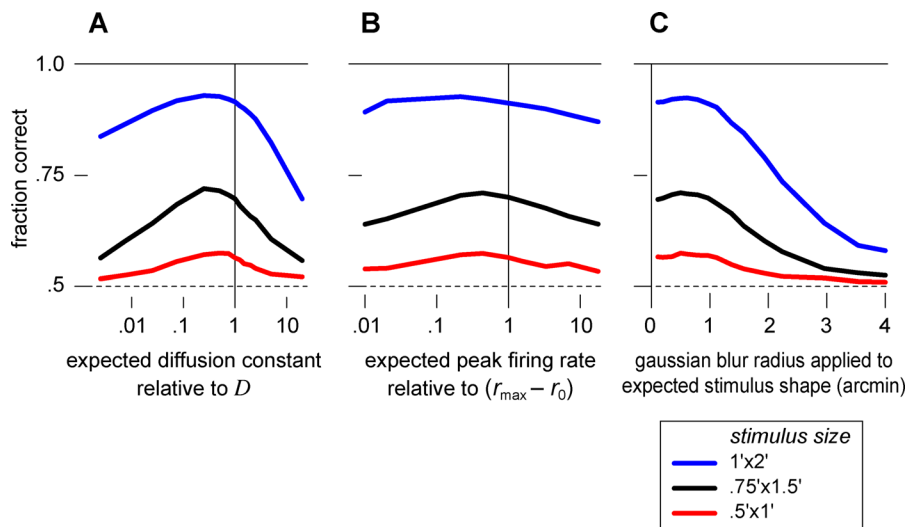 A
B
C
1.0
.75
.5
fraction correct
.01 .1 1 10
expected diffusion constant
relative to D
.01 .1 1 10
expected peak firing rate
relative to (rmax – r0)
0 1 2 3 4
gaussian blur radius applied to
expected stimulus shape (arcmin)
stimulus size
1'x2'
.75'x1.5'
.5'x1'